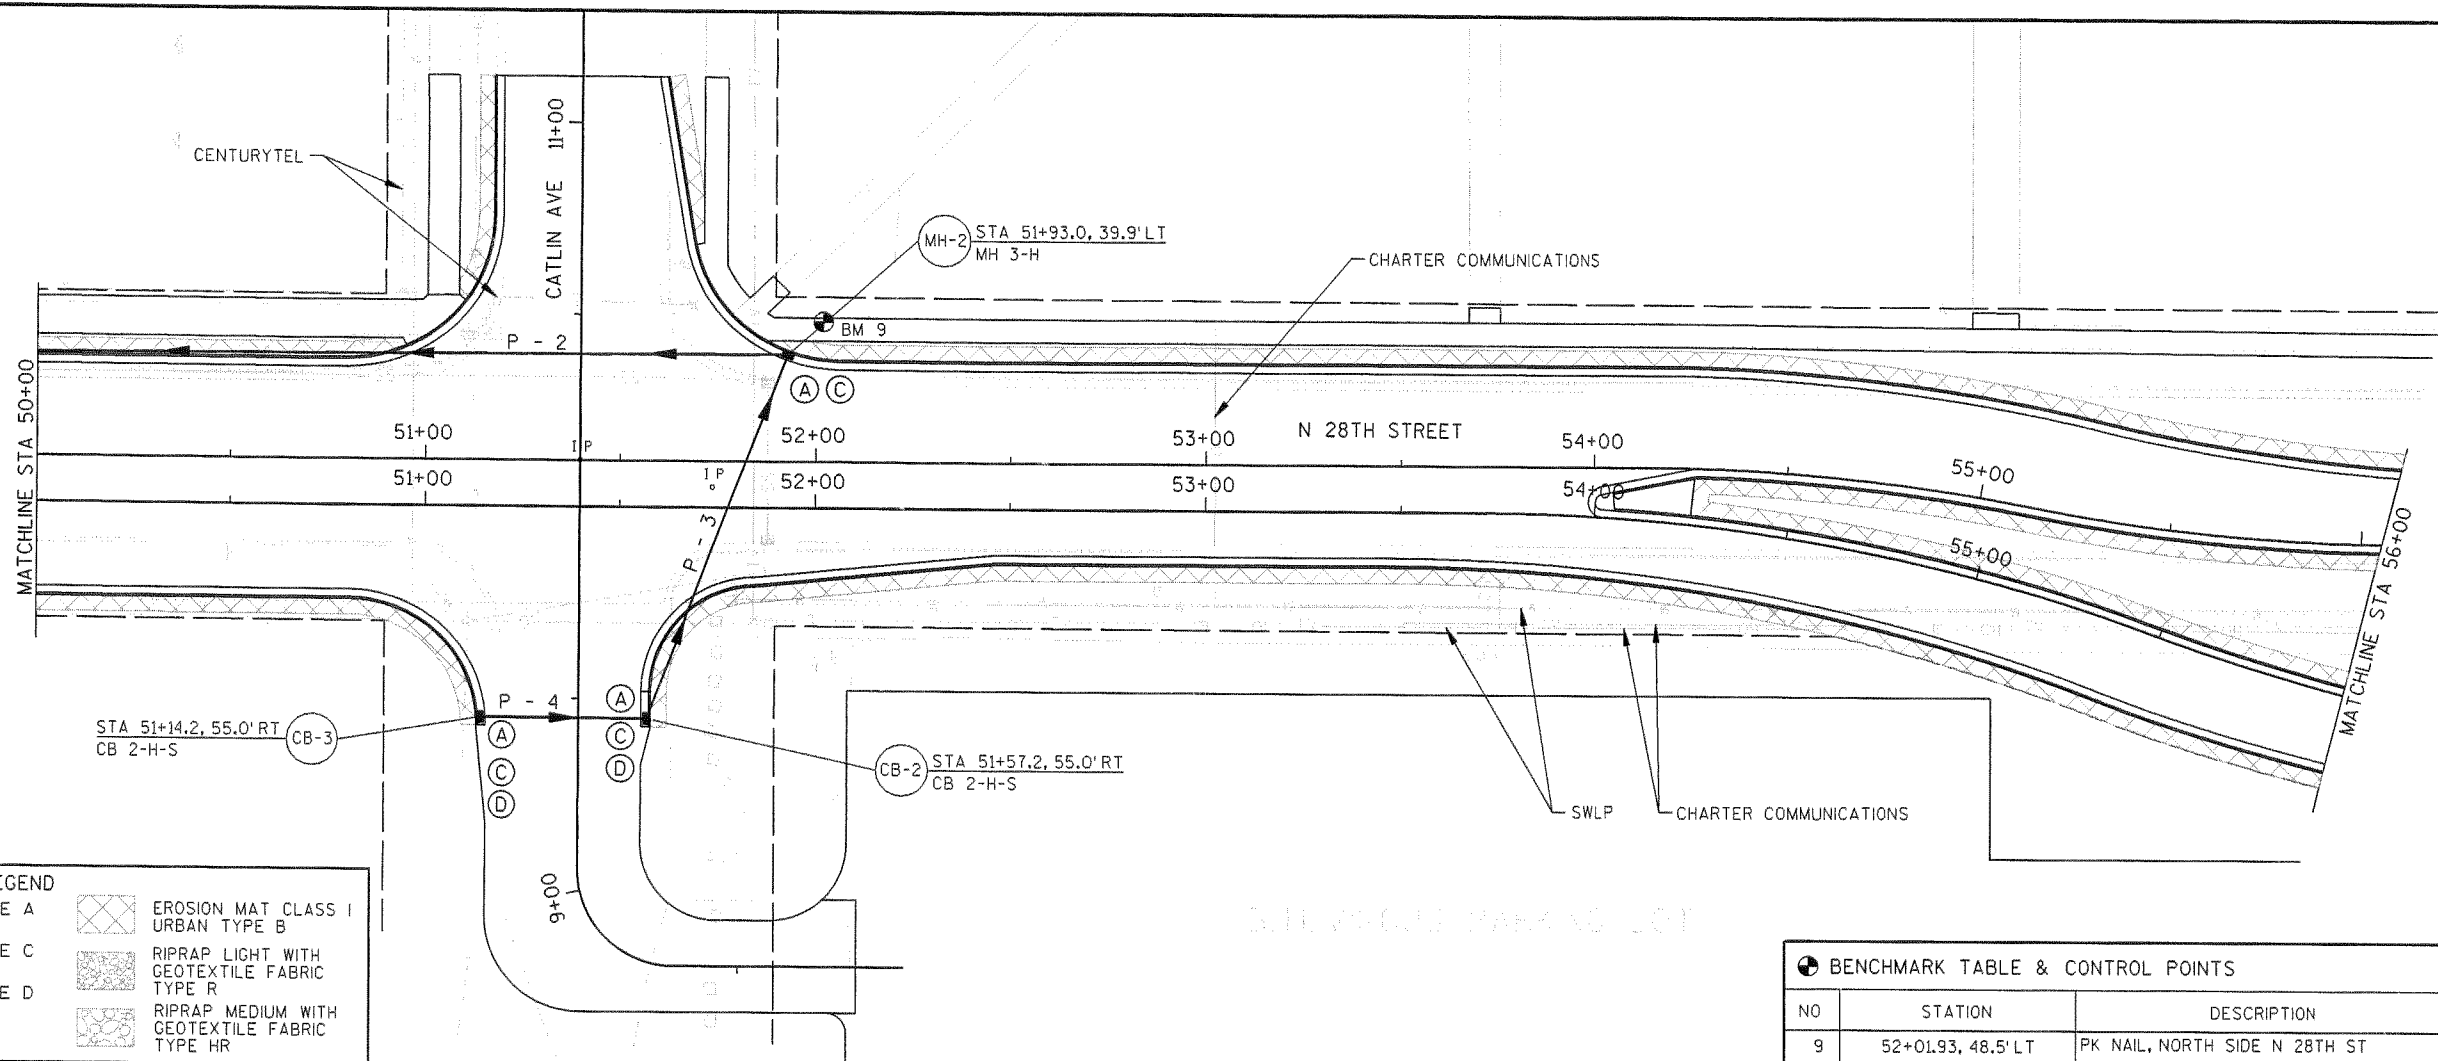 CENTURYTEL
CATLIN AVE 11+00
MH-2 STA 51+93.0, 39.9' LT
MH 3-H
CHARTER COMMUNICATIONS
BM 9
P - 2
A C
MATCHLINE STA 50+00
51+00
I P
52+00
53+00
N 28TH STREET
54+00
55+00
51+00
I P
52+00
53+00
54+00
55+00
MATCHLINE STA 56+00
P - 3
P - 4
STA 51+14.2, 55.0' RT CB-3
CB 2-H-S
A
C
D
A
C
D
CB-2 STA 51+57.2, 55.0' RT
CB 2-H-S
SWLP
CHARTER COMMUNICATIONS
9+00
EGEND
E A
E C
E D
EROSION MAT CLASS I
URBAN TYPE B
RIPRAP LIGHT WITH
GEOTEXTILE FABRIC
TYPE R
RIPRAP MEDIUM WITH
GEOTEXTILE FABRIC
TYPE HR
BENCHMARK TABLE & CONTROL POINTS
NO STATION DESCRIPTION
9 52+01.93, 48.5' LT PK NAIL, NORTH SIDE N 28TH ST